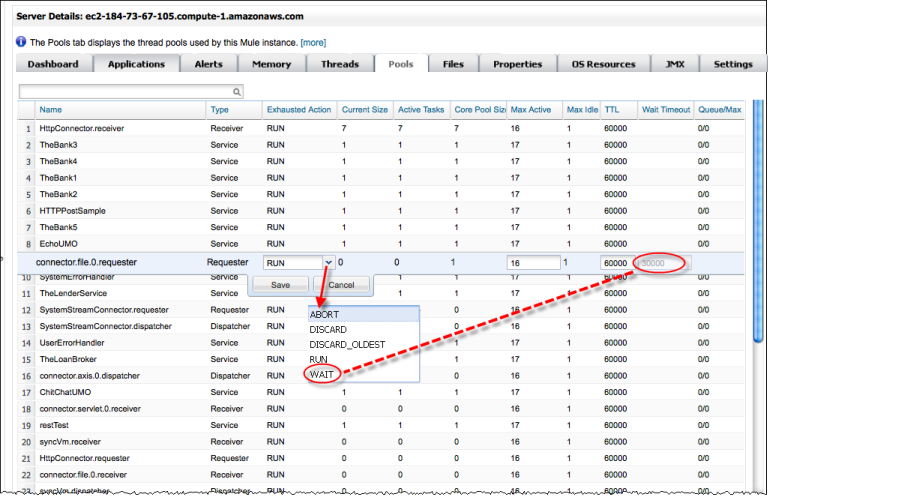 Server Details: ec2-184-73-67-105.compute-1.amazonaws.com
The Pools tab displays the thread pools used by this Mule instance. [more]
Dashboard Applications Alerts Memory Threads Pools Files Properties OS Resources JMX Settings
Name Type Exhausted Action Current Size Active Tasks Core Pool Siz Max Active Max Idle TTL Wait Timeout Queue/Max
1 HttpConnector.receiver Receiver RUN 7 7 7 16 1 60000 0/0
2 TheBank3 Service RUN 1 1 1 17 1 60000 0/0
3 TheBank4 Service RUN 1 1 1 17 1 60000 0/0
4 TheBank1 Service RUN 1 1 1 17 1 60000 0/0
5 TheBank2 Service RUN 1 1 1 17 1 60000 0/0
6 HTTPPostSample Service RUN 1 1 1 17 1 60000 0/0
7 TheBank5 Service RUN 1 1 1 17 1 60000 0/0
8 EchoUMO Service RUN 1 1 1 17 1 60000 0/0
connector.file.0.requester Requester RUN 0 0 1 16 1 60000 30000
10 SystemErrorHandler Service 1 1 17 1 60000 0/0
Save Cancel
11 TheLenderService Service RUN 1 1 17 1 60000 0/0
12 SystemStreamConnector.requester Requester RUN 0 16 1 60000 0/0
ABORT
13 SystemStreamConnector.dispatcher Dispatcher RUN 0 16 1 60000 0/0
DISCARD
14 UserErrorHandler Service RUN 1 17 1 60000 0/0
DISCARD_OLDEST
15 TheLoanBroker Service RUN 1 17 1 60000 0/0
RUN
16 connector.axis.0.dispatcher Dispatcher RUN 0 16 1 60000 0/0
WAIT
17 ChitChatUMO Service RUN 1 1 1 17 1 60000 0/0
18 connector.servlet.0.receiver Receiver RUN 0 0 0 16 1 60000 0/0
19 restTest Service RUN 1 1 1 17 1 60000 0/0
20 syncVm.receiver Receiver RUN 0 0 0 16 1 60000 0/0
21 HttpConnector.requester Requester RUN 0 0 0 16 1 60000 0/0
22 connector.file.0.receiver Receiver RUN 0 0 0 16 1 60000 0/0
23 syncVm.dispatcher Dispatcher RUN 0 0 0 16 1 60000 0/0